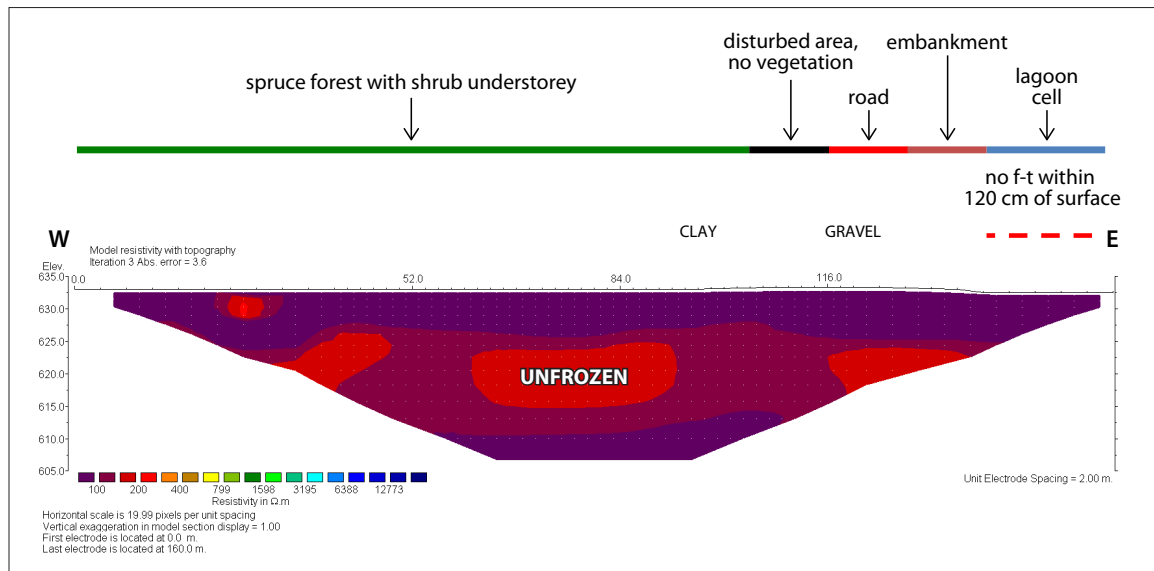 disturbed area,
no vegetation
embankment
spruce forest with shrub understorey
road
lagoon
cell
no f-t within
120 cm of surface
W
CLAY
GRAVEL
E
Model resistivity with topography
Iteration 3 Abs. error = 3.6
Elev.
635.0
0.0
52.0
84.0
116.0
630.0
625.0
620.0
UNFROZEN
615.0
610.0
605.0
100 200 400 799 1598 3195 6388 12773
Resistivity in Ω.m
Unit Electrode Spacing = 2.00 m.
Horizontal scale is 19.99 pixels per unit spacing
Vertical exaggeration in model section display = 1.00
First electrode is located at 0.0 m.
Last electrode is located at 160.0 m.